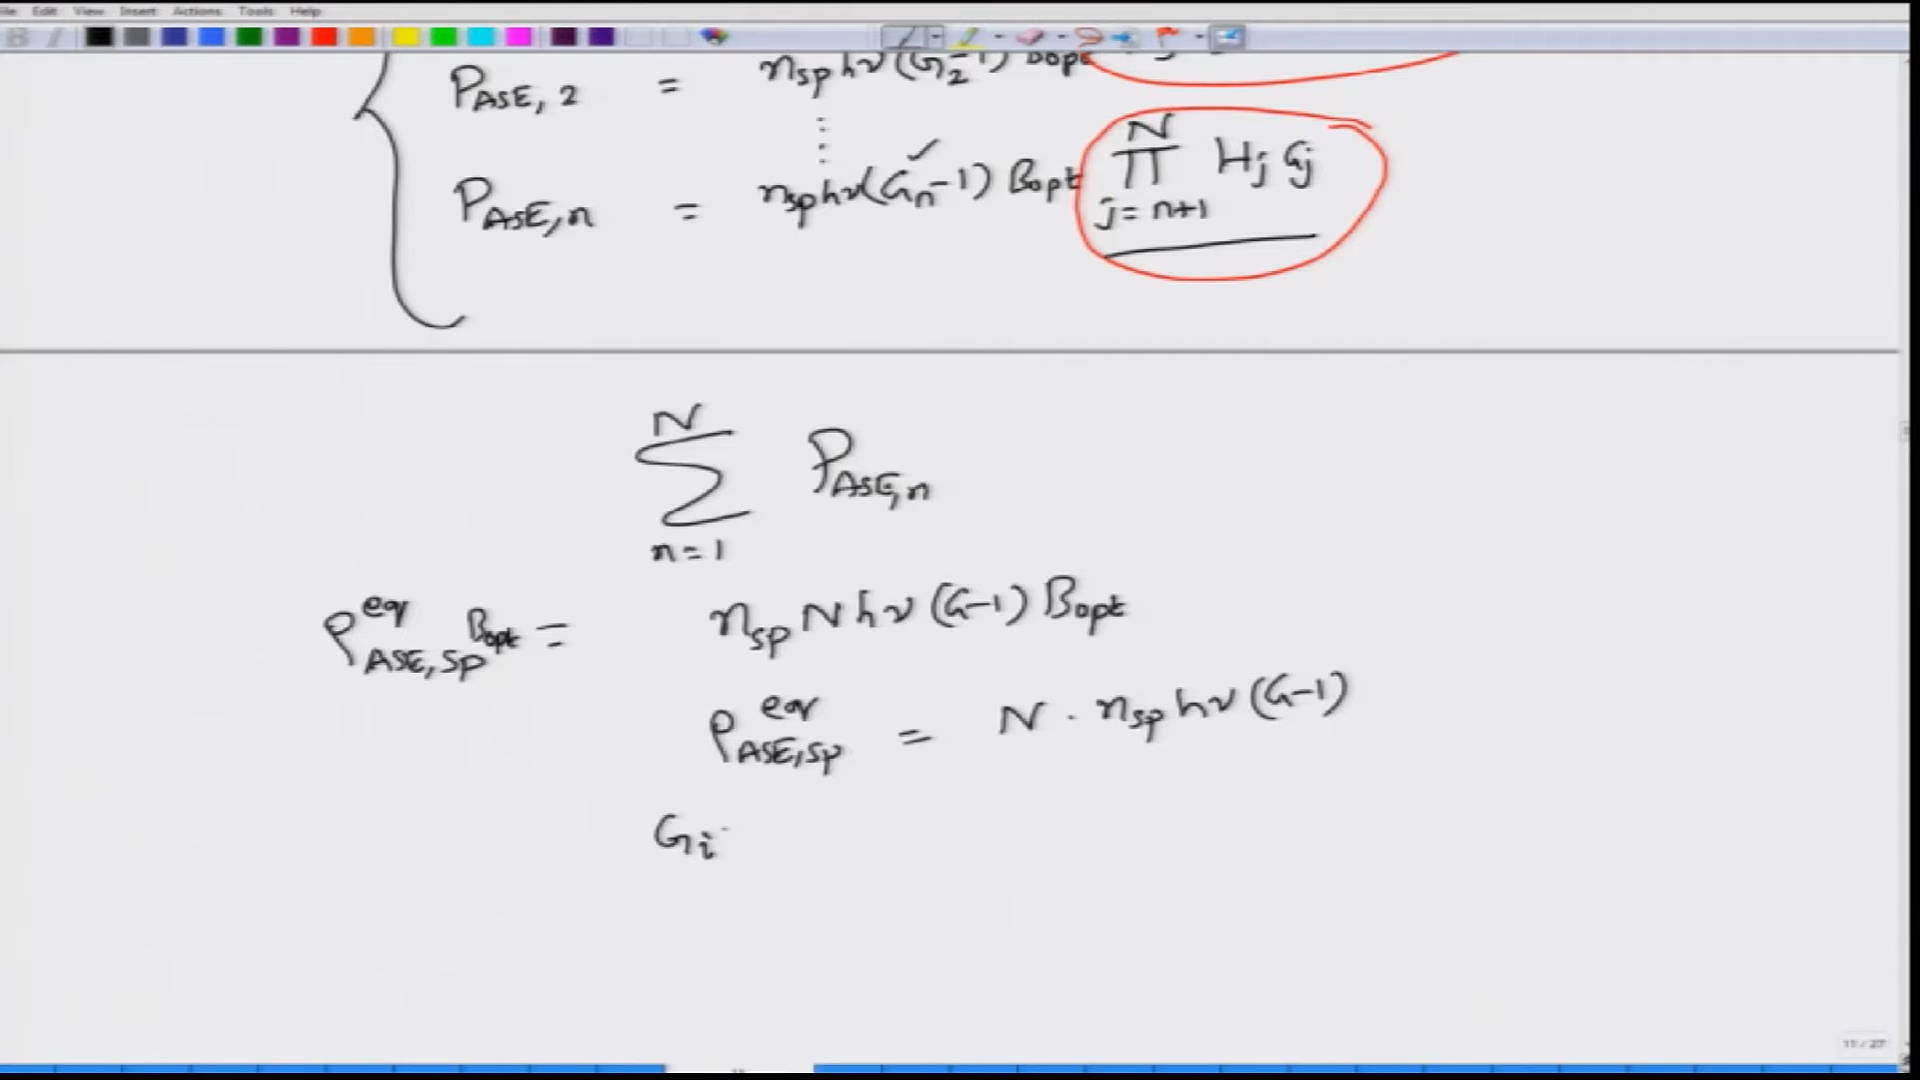 File Edit View Insert Actions Tools Help
P_{ASE,2} = n_{sp} hν (G_2 - 1) B_{opt}
⋮
P_{ASE,n} = n_{sp} hν (G_n - 1) B_{opt} ∏_{j=n+1}^{N} H_j G_j
∑_{n=1}^{N} P_{ASE,n}
P^{eq}_{ASE,sp} B_{opt} = n_{sp} N hν (G-1) B_{opt}
P^{eq}_{ASE,sp} = N · n_{sp} hν (G-1)
G_i
11 / 27